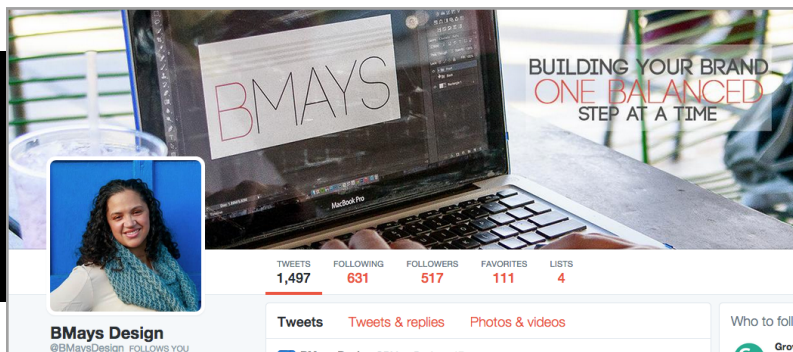 BMAYS
BUILDING YOUR BRAND
ONE BALANCED
STEP AT A TIME
MacBook Pro
TWEETS FOLLOWING FOLLOWERS FAVORITES LISTS
1,497 631 517 111 4
Tweets Tweets & replies Photos & videos
Who to foll
BMays Design
@BMaysDesign FOLLOWS YOU
Grov